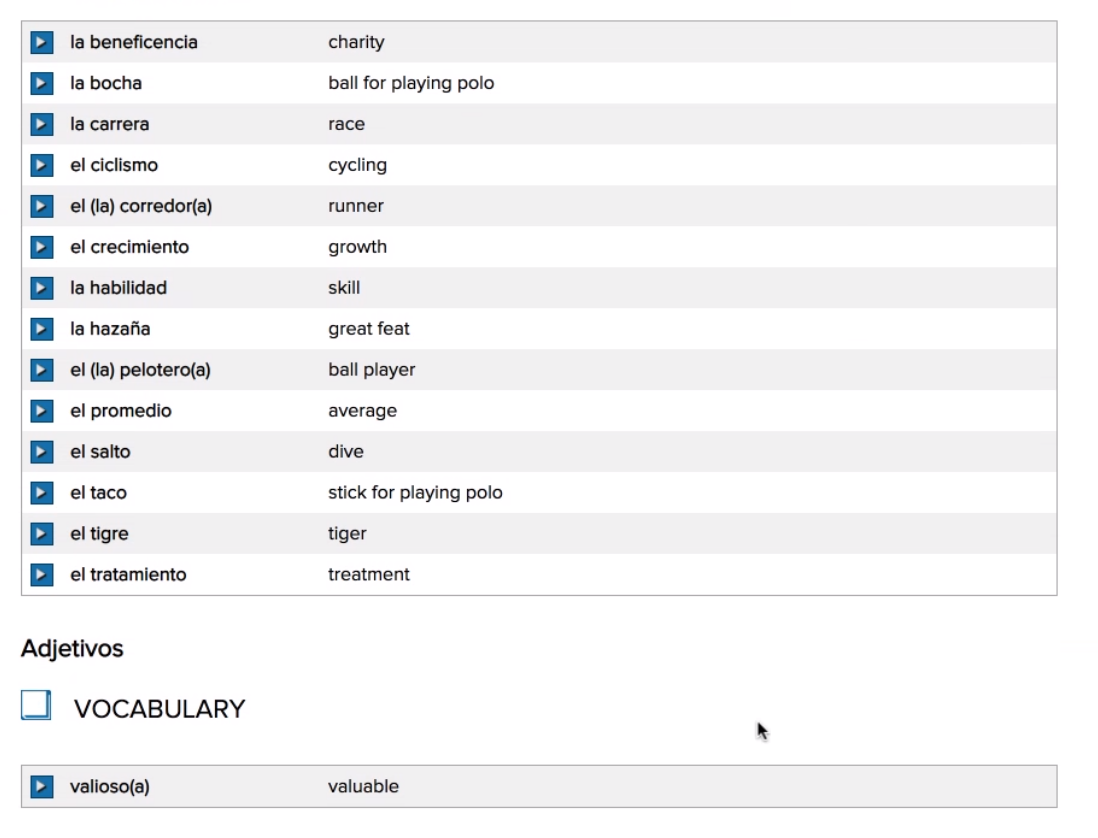 la beneficencia charity
la bocha ball for playing polo
la carrera race
el ciclismo cycling
el (la) corredor(a) runner
el crecimiento growth
la habilidad skill
la hazaña great feat
el (la) pelotero(a) ball player
el promedio average
el salto dive
el taco stick for playing polo
el tigre tiger
el tratamiento treatment
Adjetivos
VOCABULARY
valioso(a) valuable